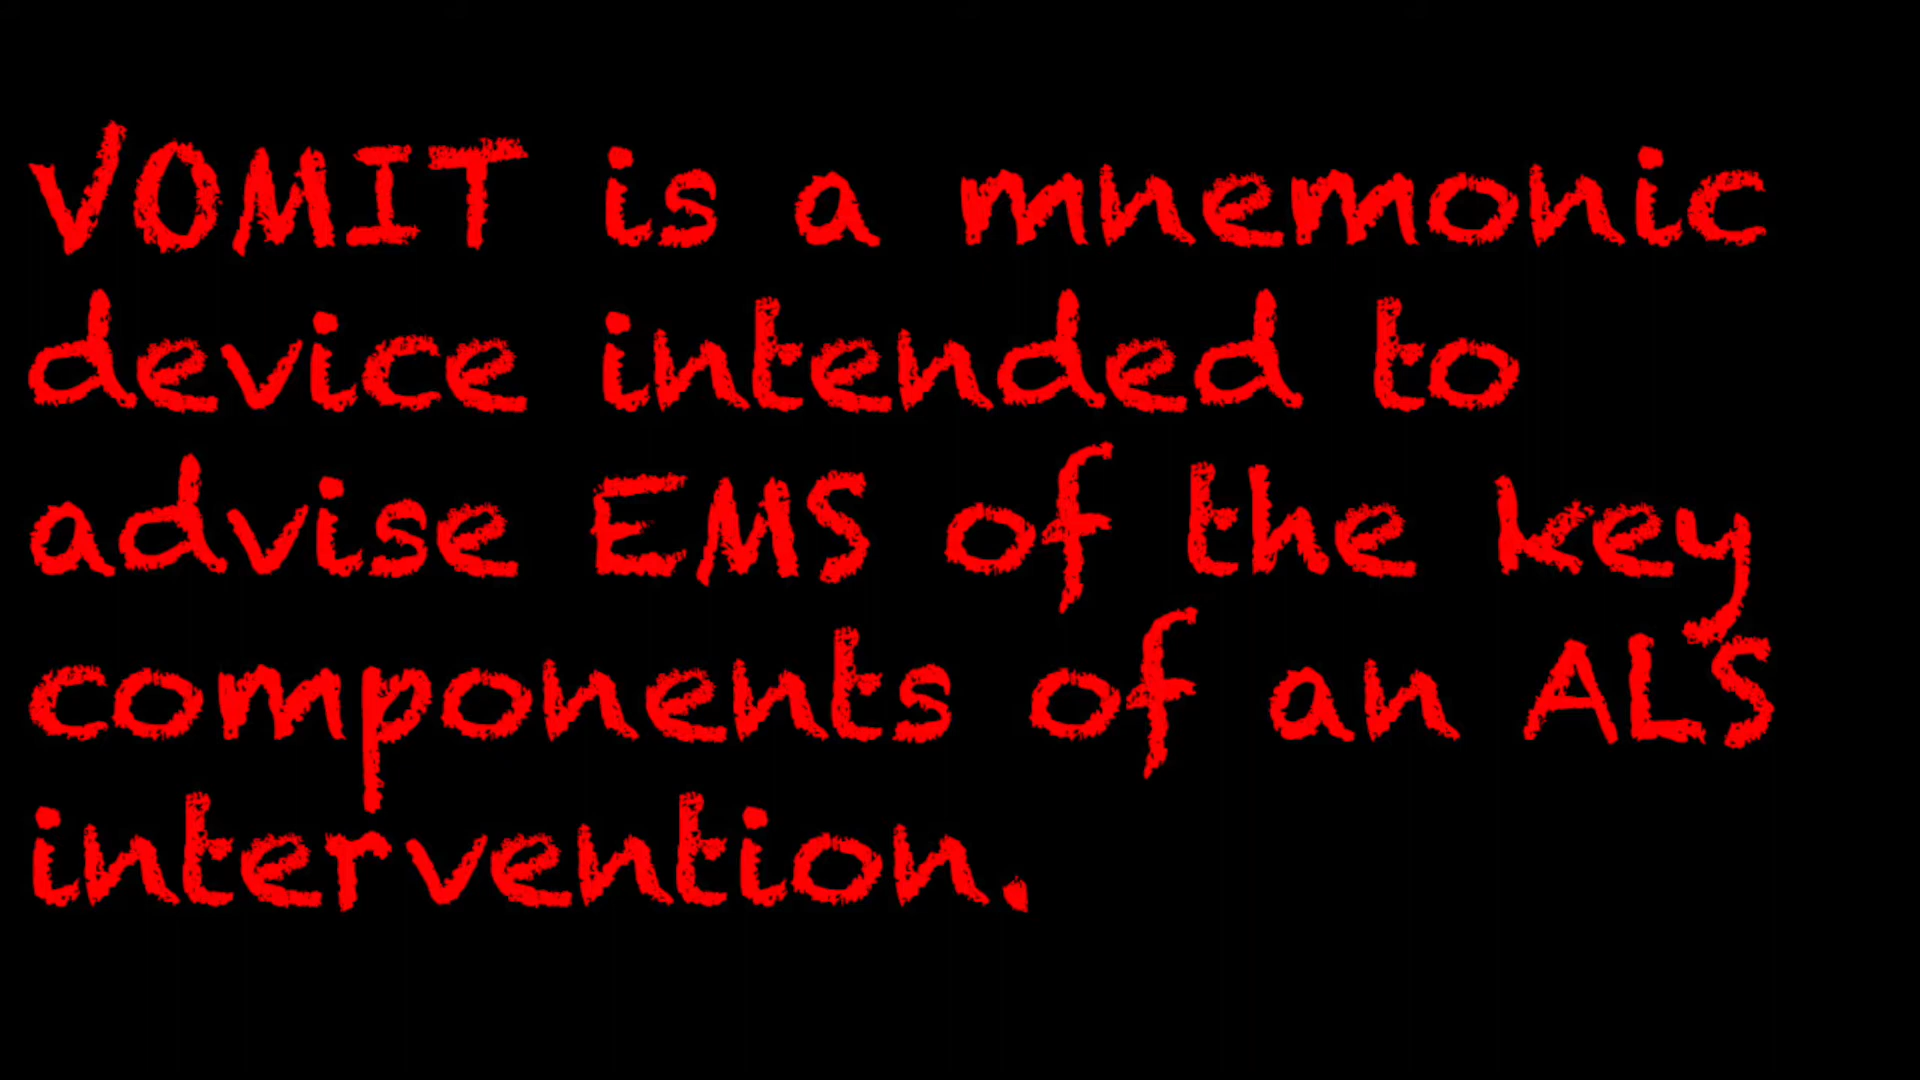 VOMIT is a mnemonic
device intended to
advise EMS of the key
components of an ALS
intervention.